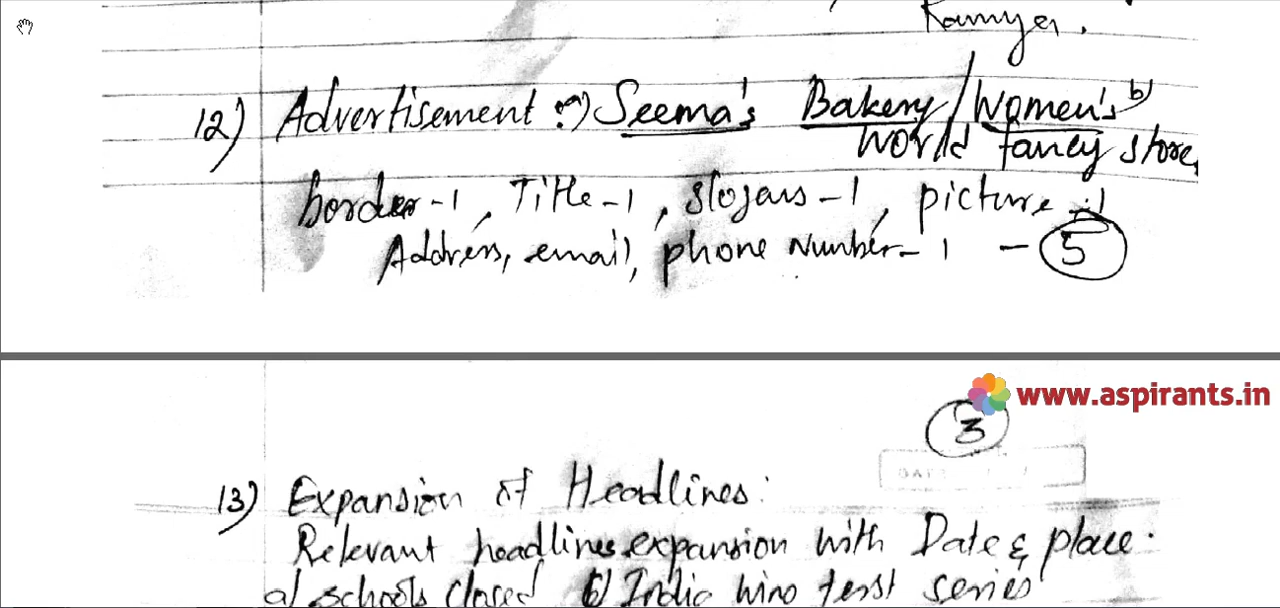 Ramya.
12) Advertisement: a) Seema's Bakery/Women's b)
World fancy store,
border-1, Title-1, slogans-1, picture-1
Address, email, phone Number-1 - 5
www.aspirants.in
3
DATE / /
13) Expansion of Headlines:
Relevant headlines expansion with Date & place.
a) schools closed b) India wins test series